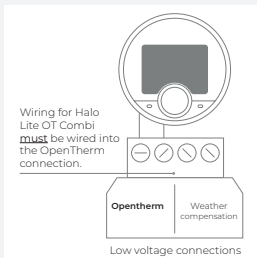 Wiring for Halo
Lite OT Combi
must be wired into
the OpenTherm
connection.
Opentherm
Weather
compensation
Low voltage connections